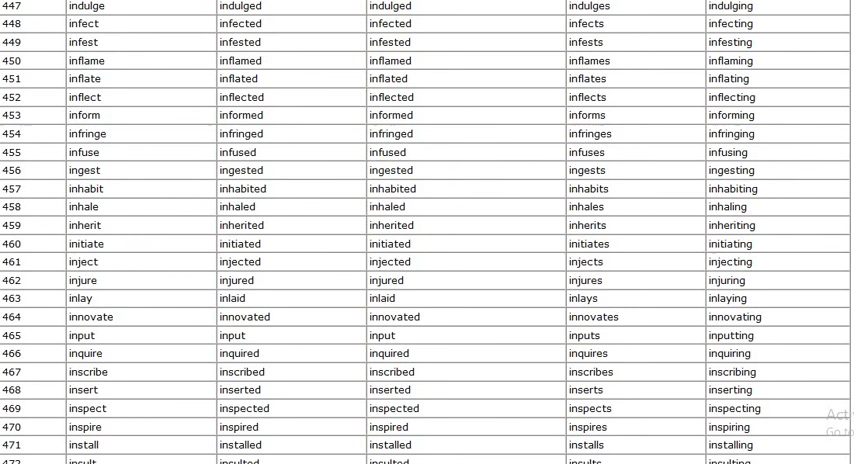 447 indulge indulged indulged indulges indulging
448 infect infected infected infects infecting
449 infest infested infested infests infesting
450 inflame inflamed inflamed inflames inflaming
451 inflate inflated inflated inflates inflating
452 inflect inflected inflected inflects inflecting
453 inform informed informed informs informing
454 infringe infringed infringed infringes infringing
455 infuse infused infused infuses infusing
456 ingest ingested ingested ingests ingesting
457 inhabit inhabited inhabited inhabits inhabiting
458 inhale inhaled inhaled inhales inhaling
459 inherit inherited inherited inherits inheriting
460 initiate initiated initiated initiates initiating
461 inject injected injected injects injecting
462 injure injured injured injures injuring
463 inlay inlaid inlaid inlays inlaying
464 innovate innovated innovated innovates innovating
465 input input input inputs inputting
466 inquire inquired inquired inquires inquiring
467 inscribe inscribed inscribed inscribes inscribing
468 insert inserted inserted inserts inserting
469 inspect inspected inspected inspects inspecting
470 inspire inspired inspired inspires inspiring
471 install installed installed installs installing
472 insult insulted insulted insults insulting
Go to